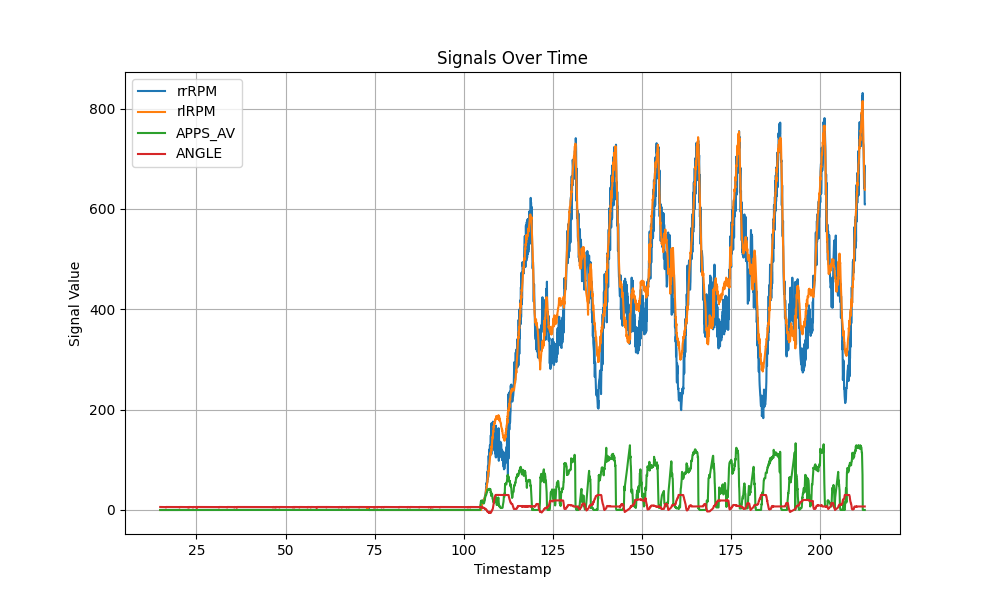 Signals Over Time
rrRPM
rlRPM
APPS_AV
ANGLE
800
600
400
200
0
Signal Value
25 50 75 100 125 150 175 200
Timestamp